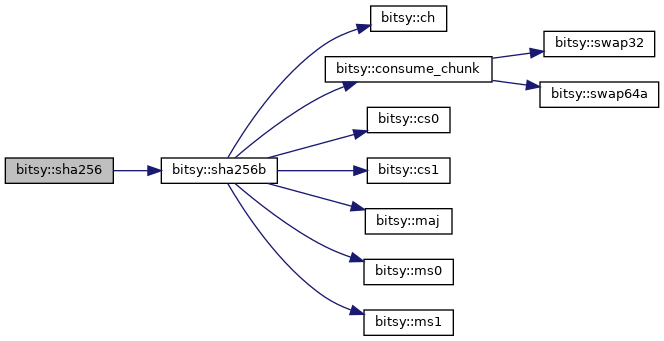 bitsy::sha256
bitsy::sha256b
bitsy::ch
bitsy::consume_chunk
bitsy::swap32
bitsy::swap64a
bitsy::cs0
bitsy::cs1
bitsy::maj
bitsy::ms0
bitsy::ms1